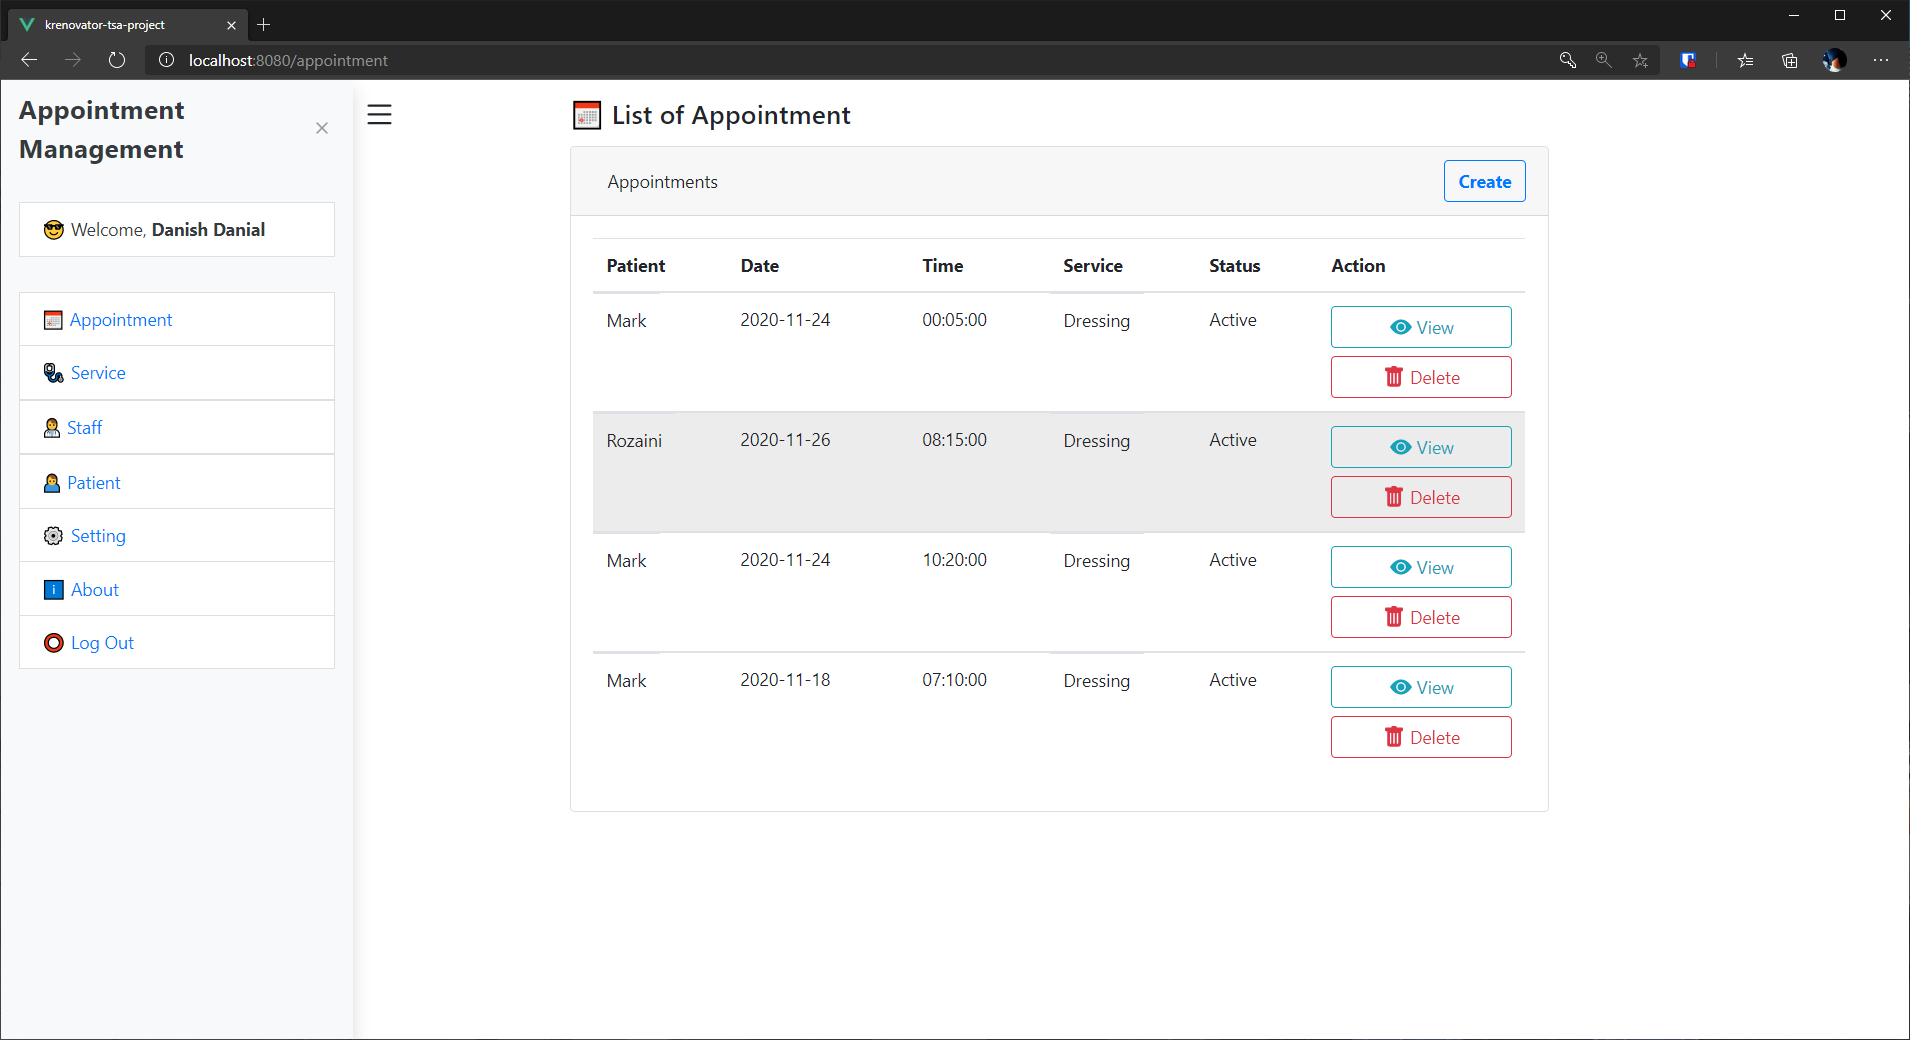 krenovator-tsa-project
localhost:8080/appointment
Appointment
Management
Welcome, Danish Danial
Appointment
Service
Staff
Patient
Setting
About
Log Out
List of Appointment
Appointments
Create
Patient Date Time Service Status Action
Mark 2020-11-24 00:05:00 Dressing Active View
Delete
Rozaini 2020-11-26 08:15:00 Dressing Active View
Delete
Mark 2020-11-24 10:20:00 Dressing Active View
Delete
Mark 2020-11-18 07:10:00 Dressing Active View
Delete